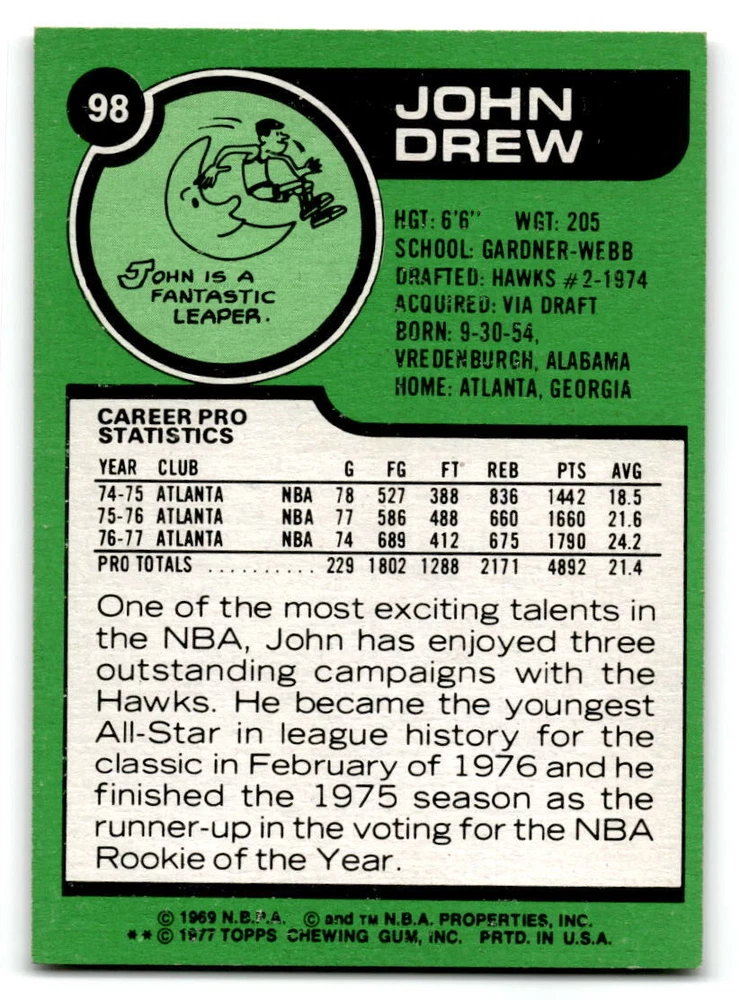 98
JOHN
DREW
JOHN IS A
FANTASTIC
LEAPER.
HGT: 6'6" WGT: 205
SCHOOL: GARDNER-WEBB
DRAFTED: HAWKS #2-1974
ACQUIRED: VIA DRAFT
BORN: 9-30-54,
VREDENBURGH, ALABAMA
HOME: ATLANTA, GEORGIA
CAREER PRO
STATISTICS
YEAR CLUB G FG FT REB PTS AVG
74-75 ATLANTA NBA 78 527 388 836 1442 18.5
75-76 ATLANTA NBA 77 586 488 660 1660 21.6
76-77 ATLANTA NBA 74 689 412 675 1790 24.2
PRO TOTALS .......... 229 1802 1288 2171 4892 21.4
One of the most exciting talents in
the NBA, John has enjoyed three
outstanding campaigns with the
Hawks. He became the youngest
All-Star in league history for the
classic in February of 1976 and he
finished the 1975 season as the
runner-up in the voting for the NBA
Rookie of the Year.
© 1969 N.B.P.A. © and TM N.B.A. PROPERTIES, INC.
** © 1977 TOPPS CHEWING GUM, INC. PRTD. IN U.S.A.